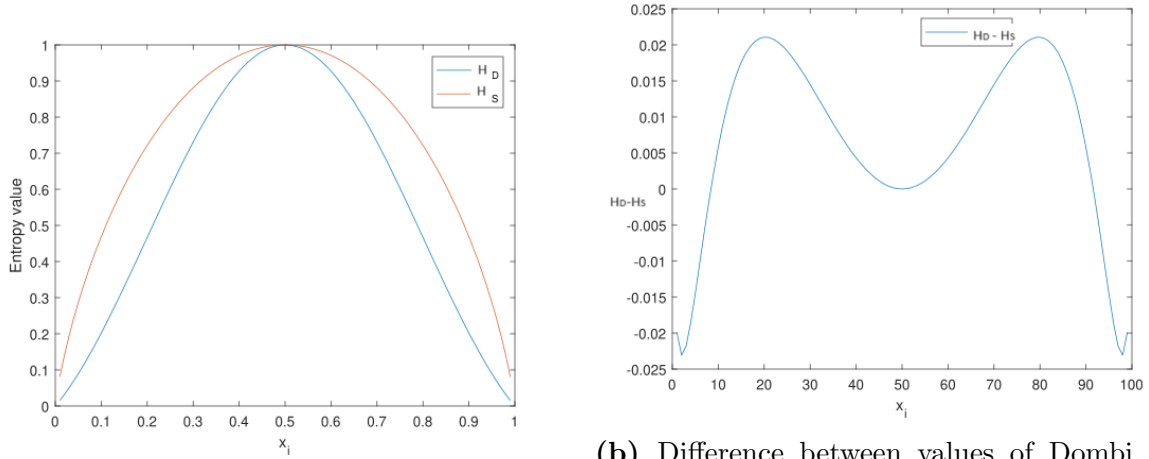 1
0.9
0.8
0.7
0.6
0.5
0.4
0.3
0.2
0.1
0
Entropy value
0 0.1 0.2 0.3 0.4 0.5 0.6 0.7 0.8 0.9 1
x i
H D
H S
0.025
0.02
0.015
0.01
0.005
0
-0.005
-0.01
-0.015
-0.02
-0.025
HD-HS
0 10 20 30 40 50 60 70 80 90 100
x i
HD - HS
(b) Difference between values of Dombi